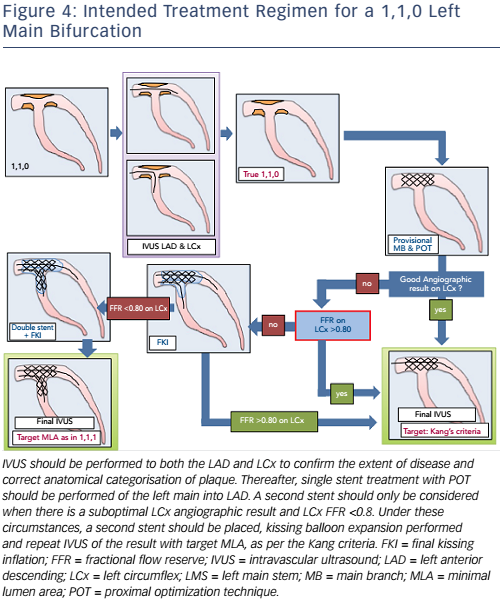 Figure 4: Intended Treatment Regimen for a 1,1,0 Left
Main Bifurcation
1,1,0
IVUS LAD & LCx
True 1,1,0
Provisional
MB & POT
Good Angiographic
result on LCx ?
no
yes
FFR on
LCx >0.80
no
yes
FKI
FFR <0.80 on LCx
Double stent
+ FKI
FFR >0.80 on LCx
Final IVUS
Target MLA as in 1,1,1
Final IVUS
Target: Kang's criteria
IVUS should be performed to both the LAD and LCx to confirm the extent of disease and
correct anatomical categorisation of plaque. Thereafter, single stent treatment with POT
should be performed of the left main into LAD. A second stent should only be considered
when there is a suboptimal LCx angiographic result and LCx FFR <0.8. Under these
circumstances, a second stent should be placed, kissing balloon expansion performed
and repeat IVUS of the result with target MLA, as per the Kang criteria. FKI = final kissing
inflation; FFR = fractional flow reserve; IVUS = intravascular ultrasound; LAD = left anterior
descending; LCx = left circumflex; LMS = left main stem; MB = main branch; MLA = minimal
lumen area; POT = proximal optimization technique.